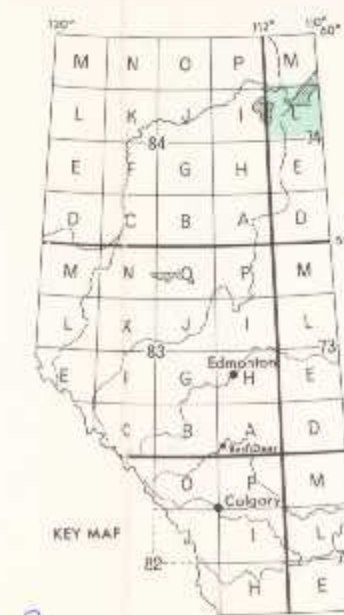 120° 112° 110°
60°
M N O P M
L K J I L
84 74
E F G H E
D C B A D
M N O P M
L K J I L
83 73
Edmonton
E G H E
C B A D
Red Deer
O P M
Calgary
KEY MAP J I L
82
H E